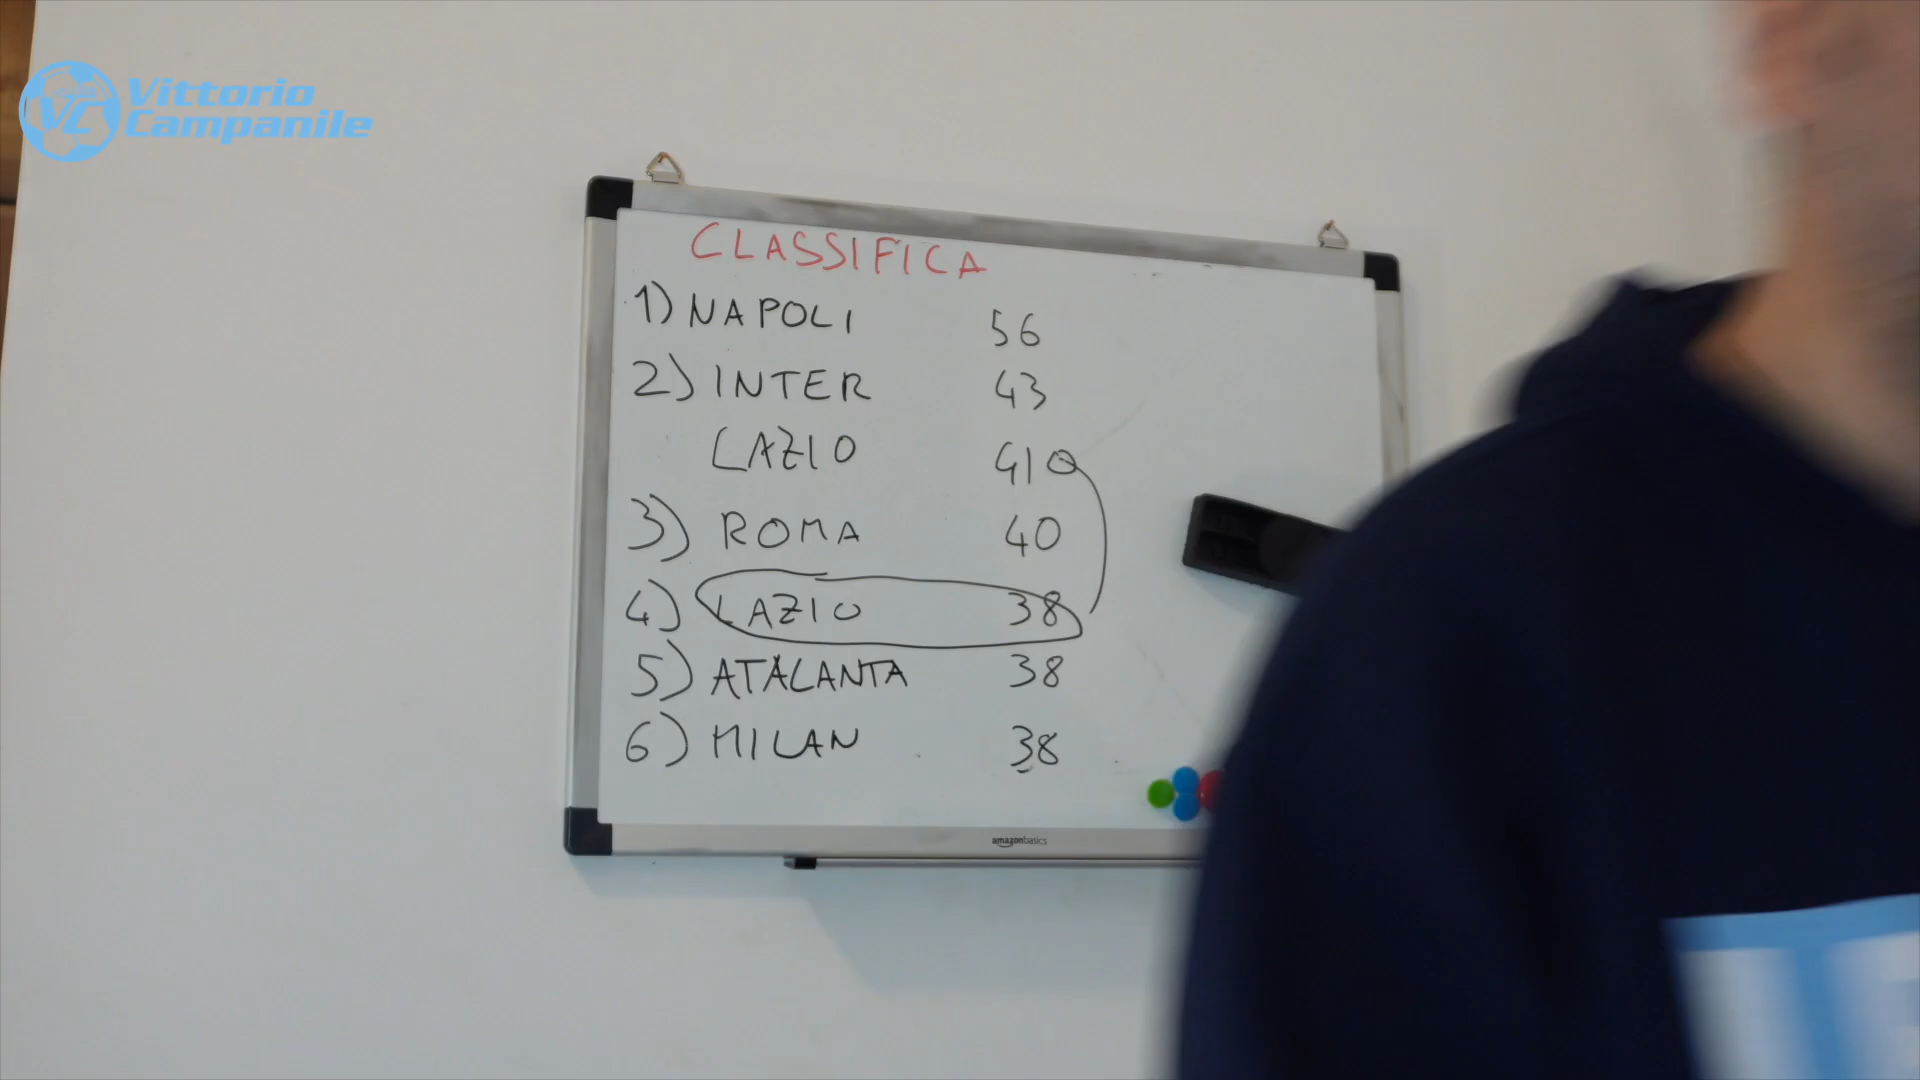 Vittorio
Campanile
VC
CLASSIFICA
1) NAPOLI 56
2) INTER 43
LAZIO 41
3) ROMA 40
4) LAZIO 38
5) ATALANTA 38
6) MILAN 38
amazonbasics